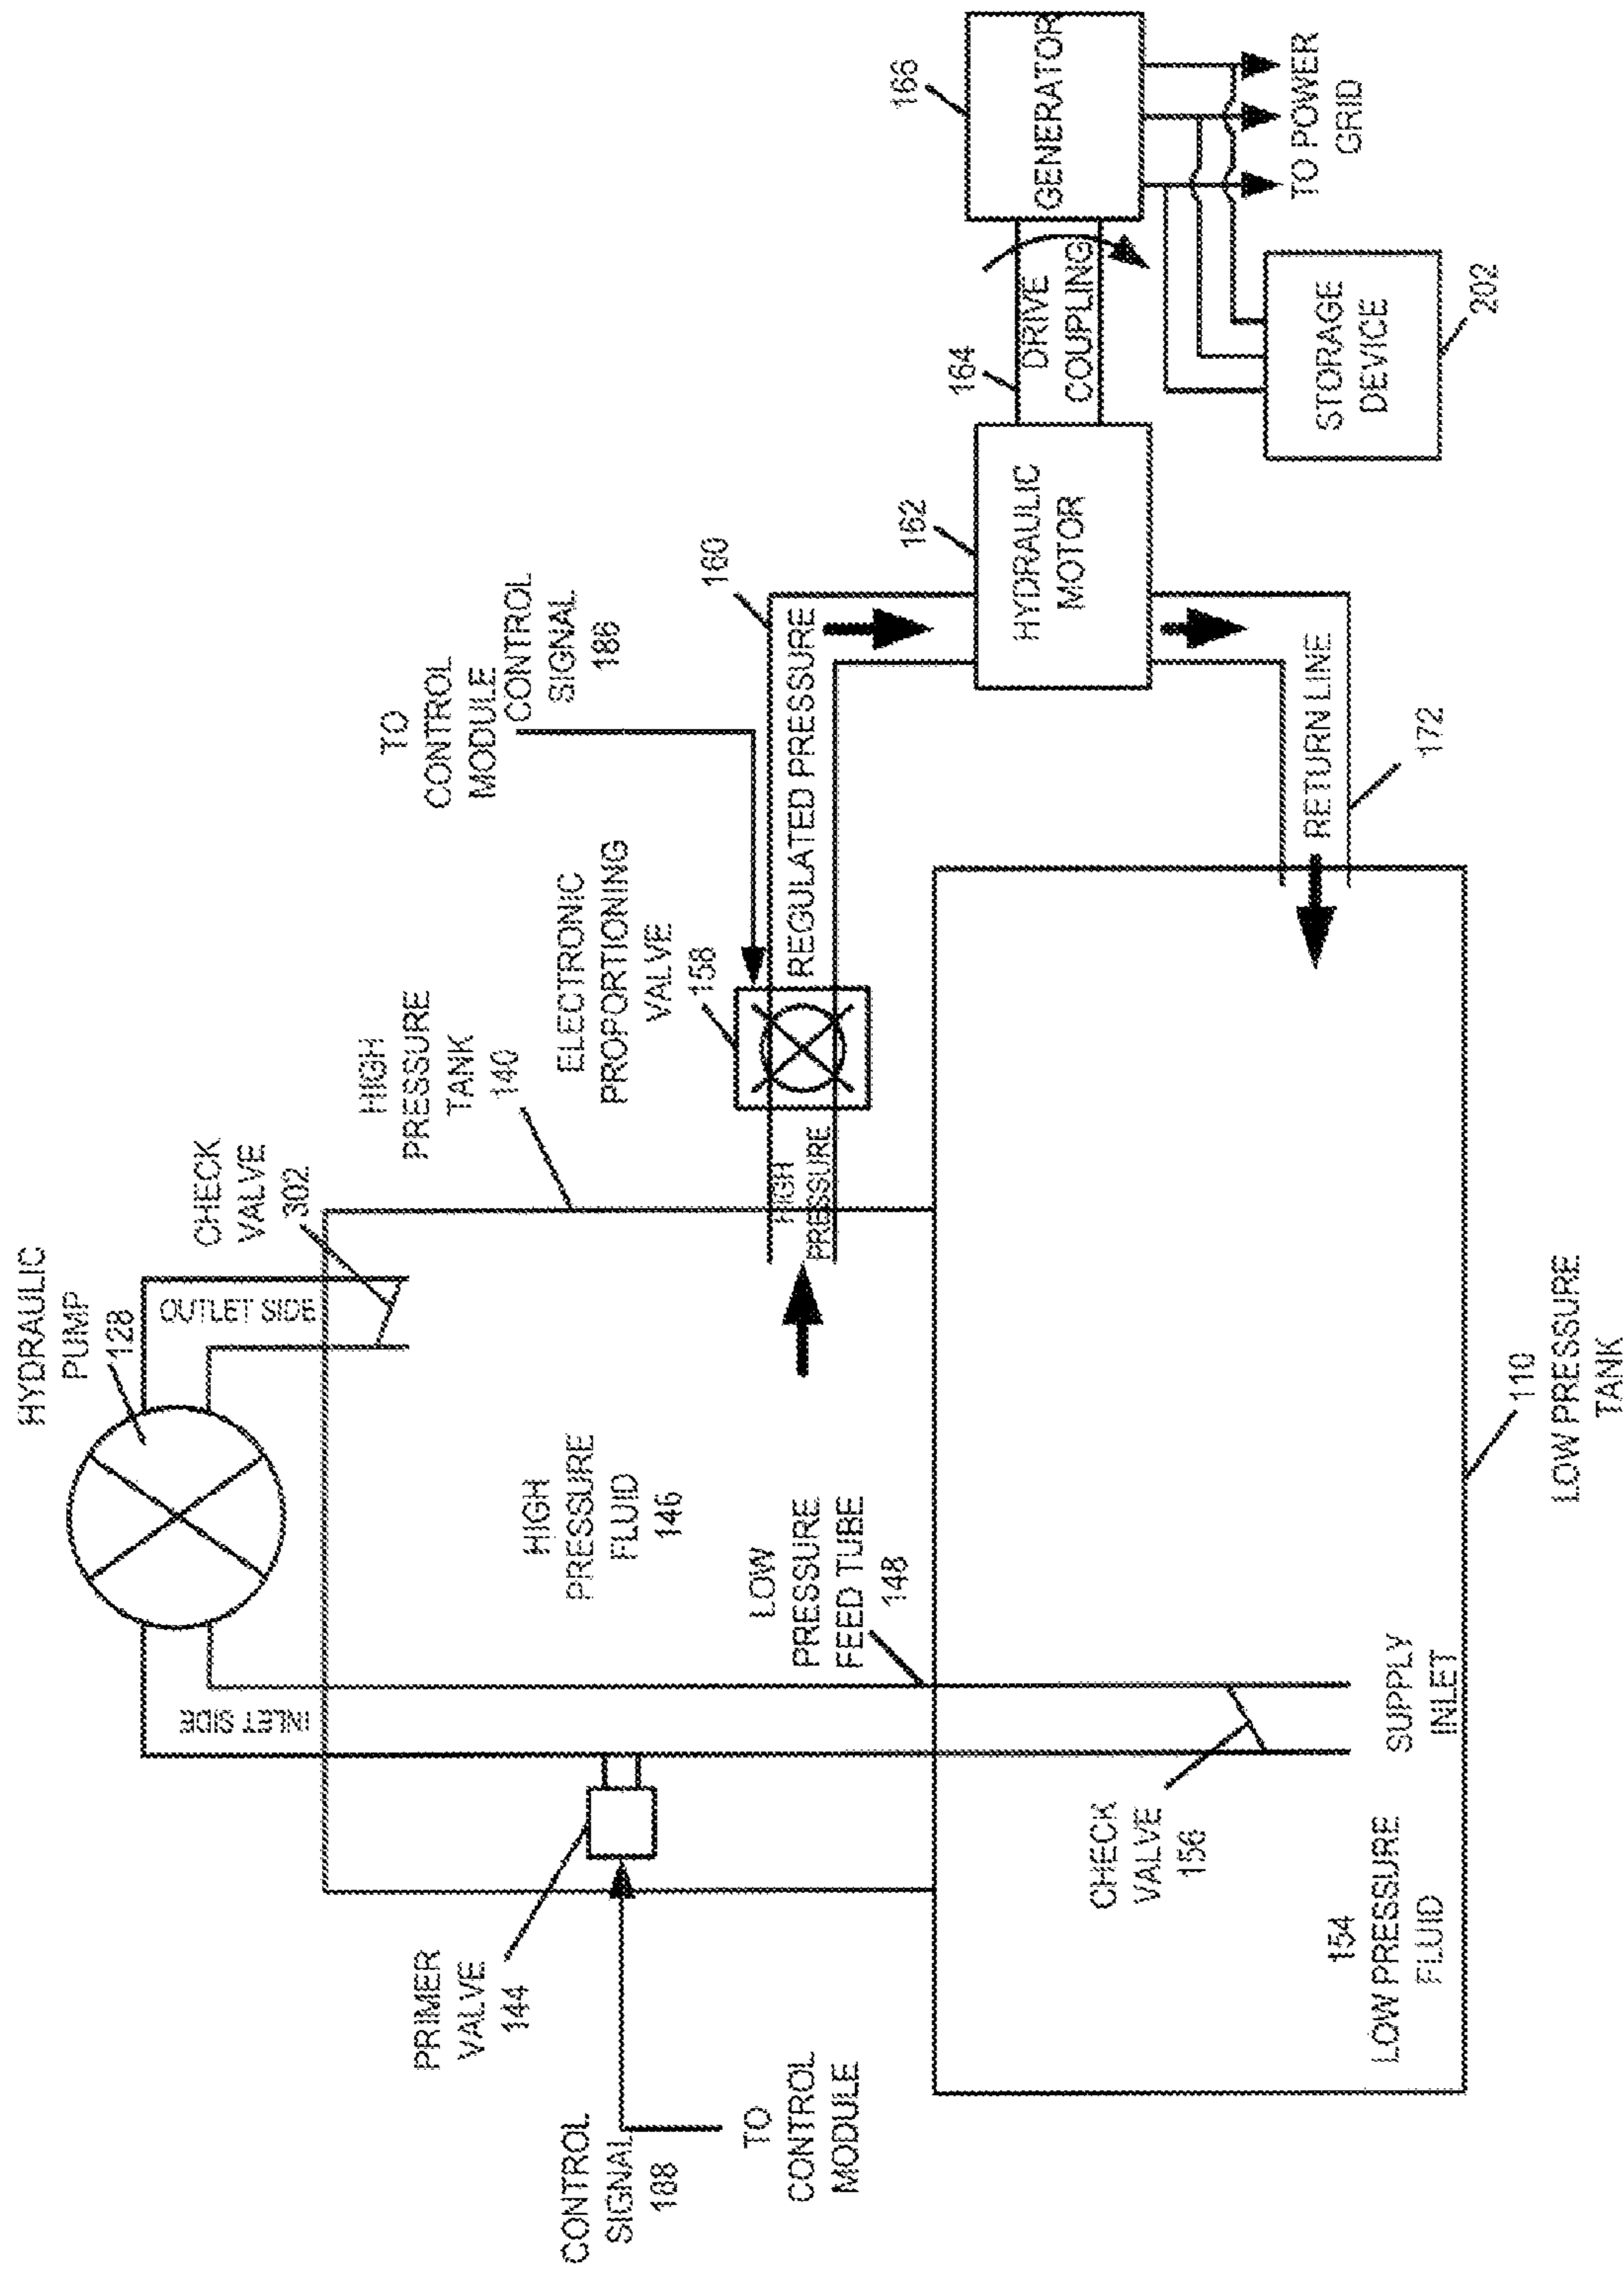 HYDRAULIC
PUMP
128
CHECK
VALVE
302
OUTLET SIDE
INLET SIDE
HIGH
PRESSURE
TANK
140
TO
CONTROL
MODULE
CONTROL
SIGNAL
186
ELECTRONIC
PROPORTIONING
VALVE
158
160
REGULATED PRESSURE
HIGH
PRESSURE
HIGH
PRESSURE
FLUID
146
PRIMER
VALVE
144
CONTROL
SIGNAL
188
TO
CONTROL
MODULE
LOW
PRESSURE
FEED TUBE
148
162
HYDRAULIC
MOTOR
164
DRIVE
COUPLING
166
GENERATOR
TO POWER
GRID
STORAGE
DEVICE
202
RETURN LINE
172
CHECK
VALVE
156
SUPPLY
INLET
154
LOW PRESSURE
FLUID
110
LOW PRESSURE
TANK